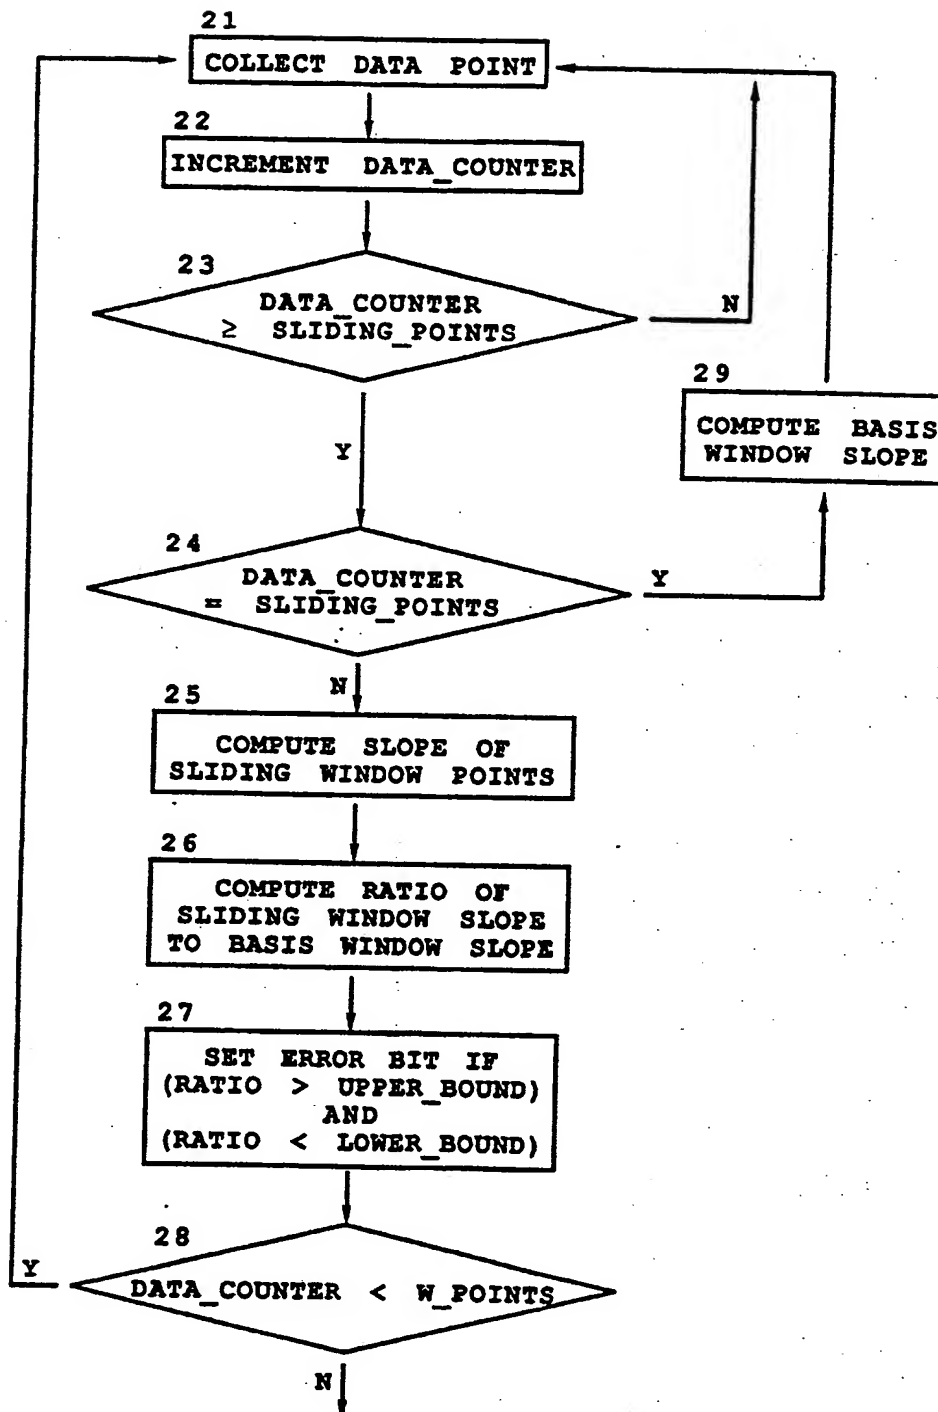 21
COLLECT DATA POINT
22
INCREMENT DATA_COUNTER
23
DATA_COUNTER
≥ SLIDING_POINTS
N
29
COMPUTE BASIS
WINDOW SLOPE
Y
24
DATA_COUNTER
= SLIDING_POINTS
Y
N
25
COMPUTE SLOPE OF
SLIDING WINDOW POINTS
26
COMPUTE RATIO OF
SLIDING WINDOW SLOPE
TO BASIS WINDOW SLOPE
27
SET ERROR BIT IF
(RATIO > UPPER_BOUND)
AND
(RATIO < LOWER_BOUND)
28
Y
DATA_COUNTER < W_POINTS
N